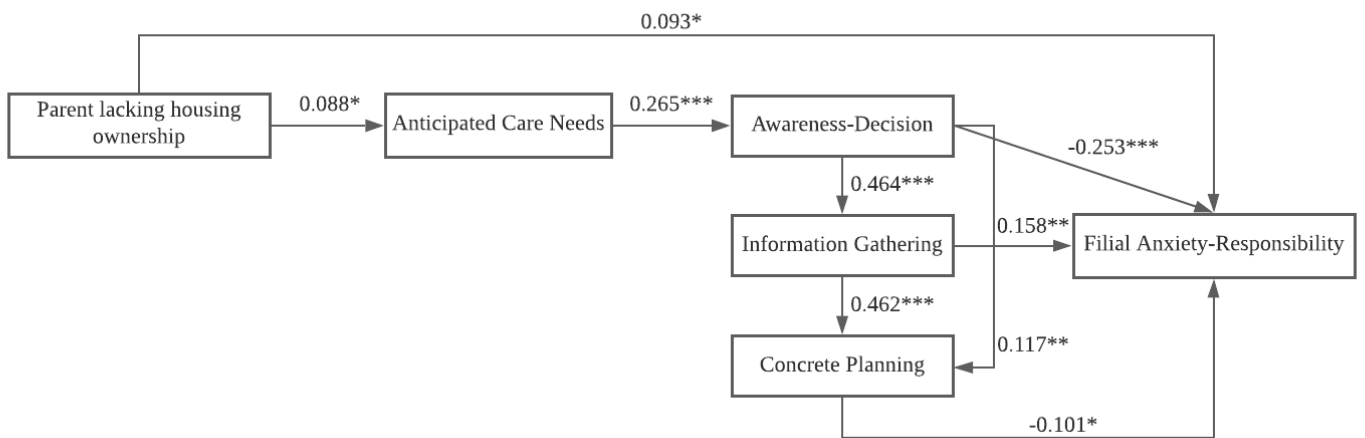 0.093*
Parent lacking housing
ownership
0.088*
Anticipated Care Needs
0.265***
Awareness-Decision
-0.253***
0.464***
Information Gathering
0.158**
Filial Anxiety-Responsibility
0.462***
0.117**
Concrete Planning
-0.101*